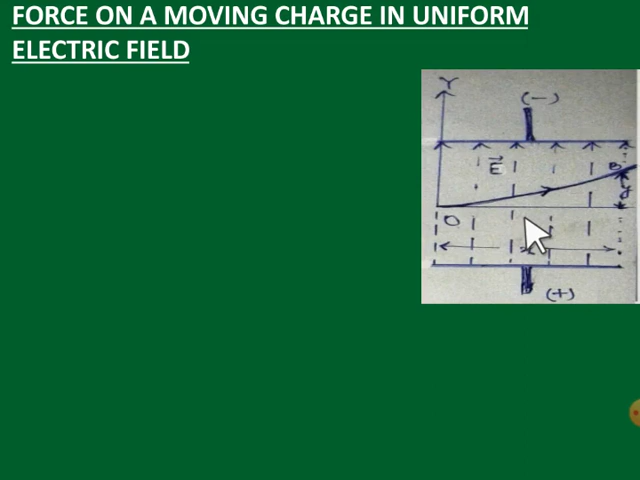 FORCE ON A MOVING CHARGE IN UNIFORM
ELECTRIC FIELD
Y
(-)
E
B
y
O
(+)